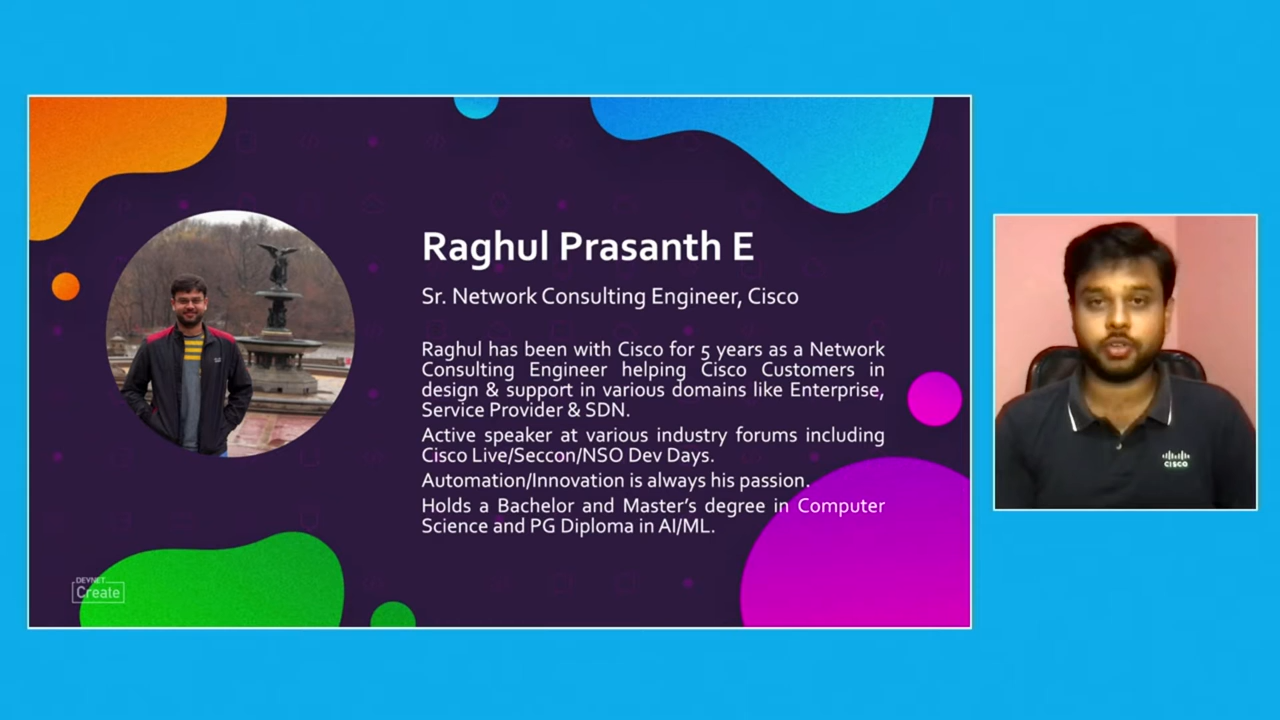 Raghul Prasanth E
Sr. Network Consulting Engineer, Cisco
Raghul has been with Cisco for 5 years as a Network
Consulting Engineer helping Cisco Customers in
design & support in various domains like Enterprise,
Service Provider & SDN.
Active speaker at various industry forums including
Cisco Live/Seccon/NSO Dev Days.
Automation/Innovation is always his passion.
Holds a Bachelor and Master's degree in Computer
Science and PG Diploma in AI/ML.
DEVNET
Create
CISCO